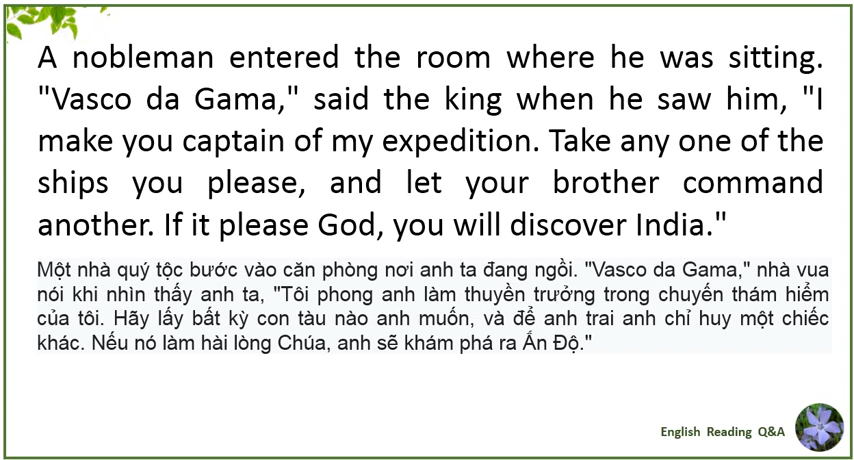 A nobleman entered the room where he was sitting.
"Vasco da Gama," said the king when he saw him, "I
make you captain of my expedition. Take any one of the
ships you please, and let your brother command
another. If it please God, you will discover India."
Một nhà quý tộc bước vào căn phòng nơi anh ta đang ngồi. "Vasco da Gama," nhà vua
nói khi nhìn thấy anh ta, "Tôi phong anh làm thuyền trưởng trong chuyến thám hiểm
của tôi. Hãy lấy bất kỳ con tàu nào anh muốn, và để anh trai anh chỉ huy một chiếc
khác. Nếu nó làm hài lòng Chúa, anh sẽ khám phá ra Ấn Độ."
English Reading Q&A